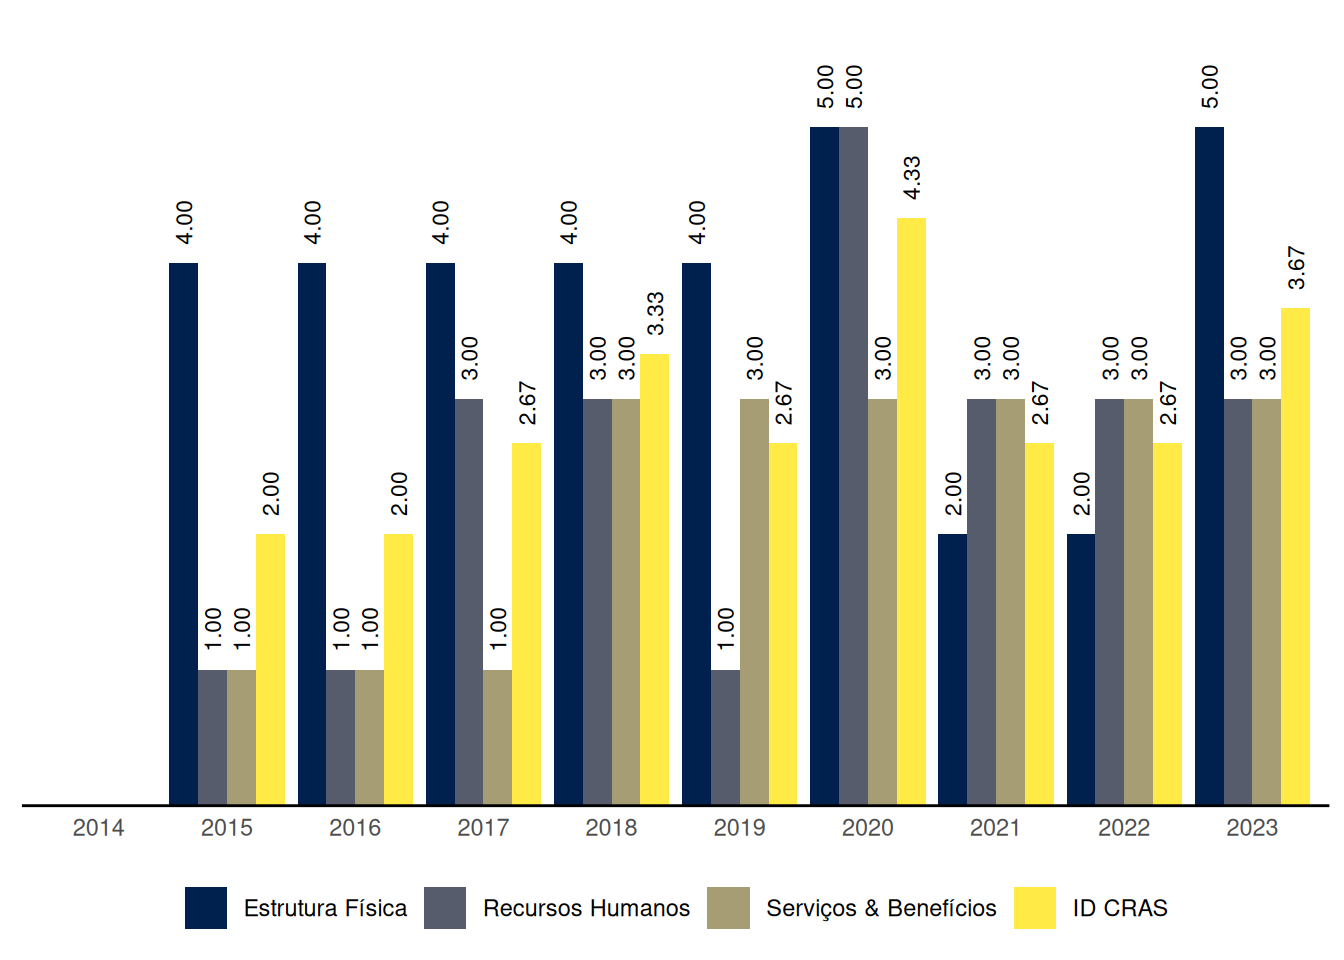 5.00 5.00 5.00
4.33
4.00 4.00 4.00 4.00 4.00
3.67
3.33
3.00 3.00 3.00 3.00 3.00 3.00 3.00 3.00 3.00 3.00 3.00
2.67 2.67 2.67 2.67
2.00 2.00 2.00 2.00
1.00 1.00 1.00 1.00 1.00 1.00
2014 2015 2016 2017 2018 2019 2020 2021 2022 2023
Estrutura Física Recursos Humanos Serviços & Benefícios ID CRAS